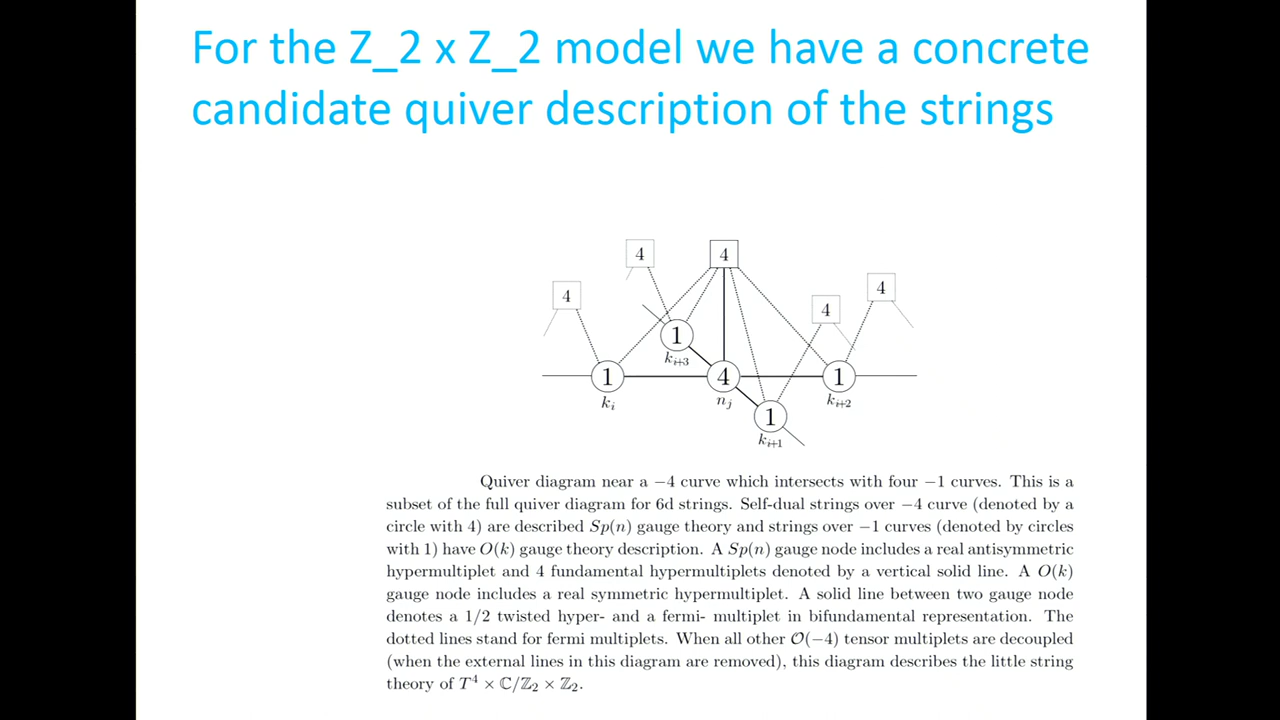 For the Z_2 x Z_2 model we have a concrete
candidate quiver description of the strings
4
4
4
4
4
1
k_{i+3}
1
k_i
4
n_j
1
k_{i+2}
1
k_{i+1}
Quiver diagram near a −4 curve which intersects with four −1 curves. This is a
subset of the full quiver diagram for 6d strings. Self-dual strings over −4 curve (denoted by a
circle with 4) are described Sp(n) gauge theory and strings over −1 curves (denoted by circles
with 1) have O(k) gauge theory description. A Sp(n) gauge node includes a real antisymmetric
hypermultiplet and 4 fundamental hypermultiplets denoted by a vertical solid line. A O(k)
gauge node includes a real symmetric hypermultiplet. A solid line between two gauge node
denotes a 1/2 twisted hyper- and a fermi- multiplet in bifundamental representation. The
dotted lines stand for fermi multiplets. When all other 𝒪(−4) tensor multiplets are decoupled
(when the external lines in this diagram are removed), this diagram describes the little string
theory of T⁴ × ℂ/ℤ₂ × ℤ₂.